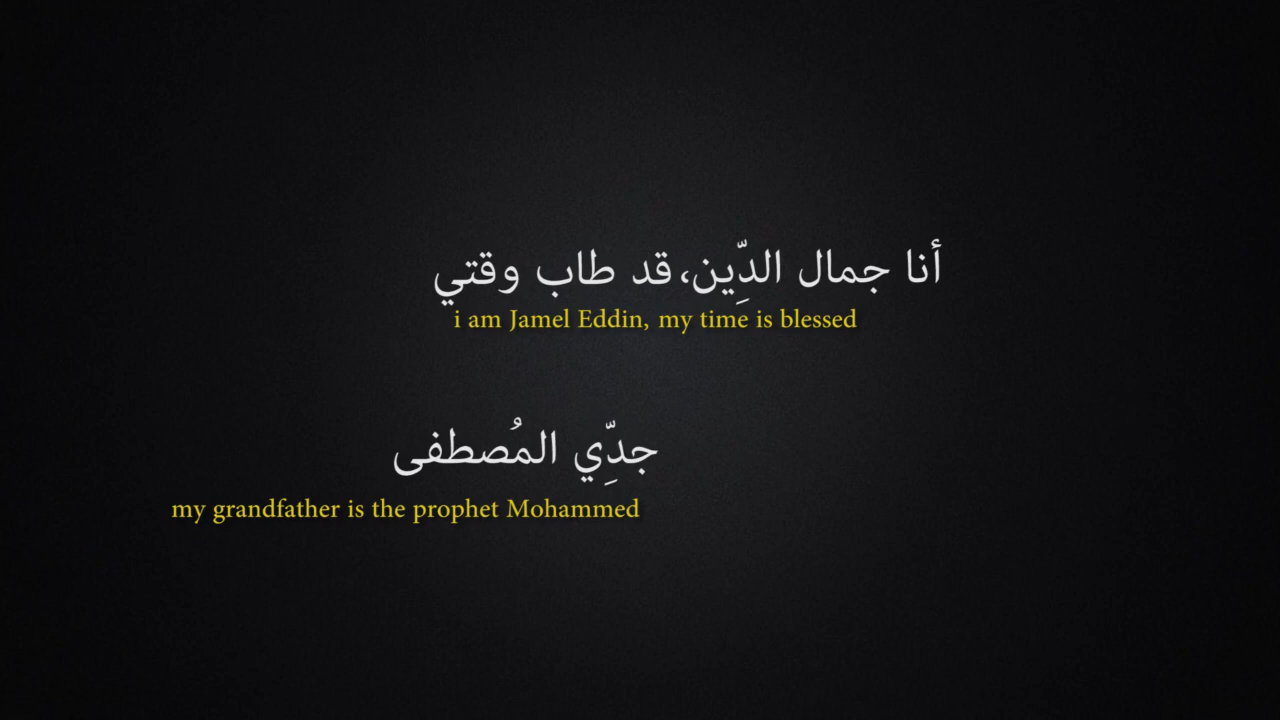 أنا جمال الدِّين، قد طاب وقتي
i am Jamel Eddin, my time is blessed
جدِّي المُصطفى
my grandfather is the prophet Mohammed